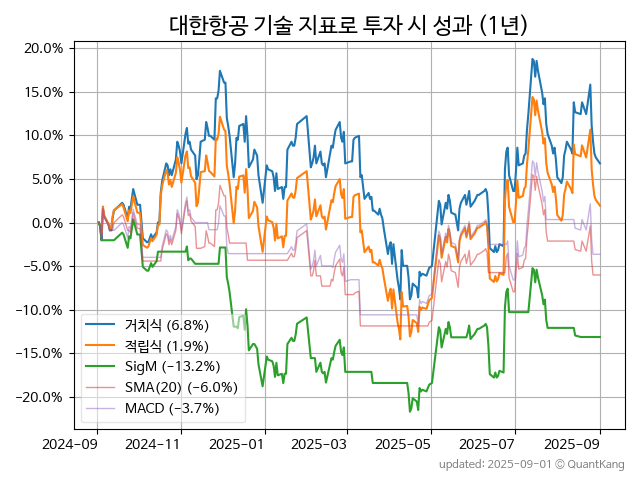 대한항공 기술 지표로 투자 시 성과 (1년)
20.0%
15.0%
10.0%
5.0%
0.0%
−5.0%
−10.0%
−15.0%
−20.0%
거치식 (6.8%)
적립식 (1.9%)
SigM (−13.2%)
SMA(20) (−6.0%)
MACD (−3.7%)
2024-09 2024-11 2025-01 2025-03 2025-05 2025-07 2025-09
updated: 2025-09-01 © QuantKang